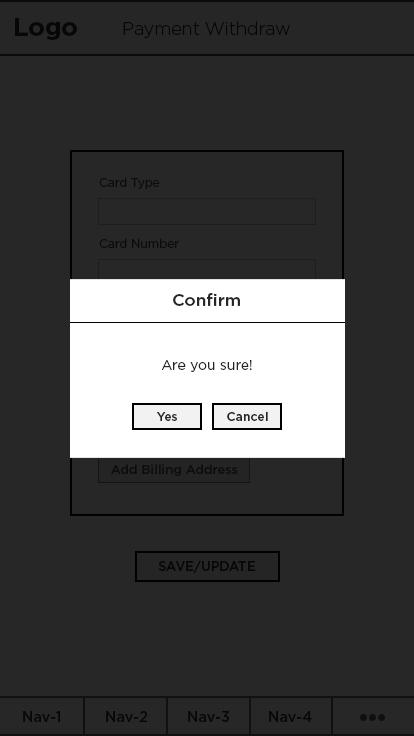 Logo
Payment Withdraw
Card Type
Card Number
Confirm
Are you sure!
Yes
Cancel
Add Billing Address
SAVE/UPDATE
Nav-1
Nav-2
Nav-3
Nav-4